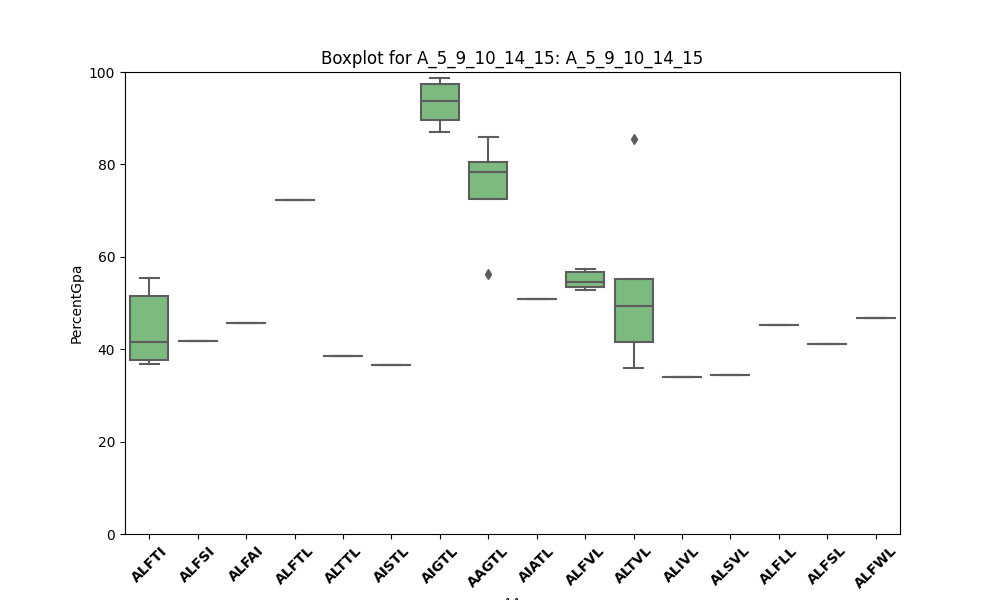 Boxplot for A_5_9_10_14_15: A_5_9_10_14_15
PercentGpa
100
80
60
40
20
0
ALFTI
ALFSI
ALFAI
ALFTL
ALTTL
AISTL
AIGTL
AAGTL
AIATL
ALFVL
ALTVL
ALIVL
ALSVL
ALFLL
ALFSL
ALFWL